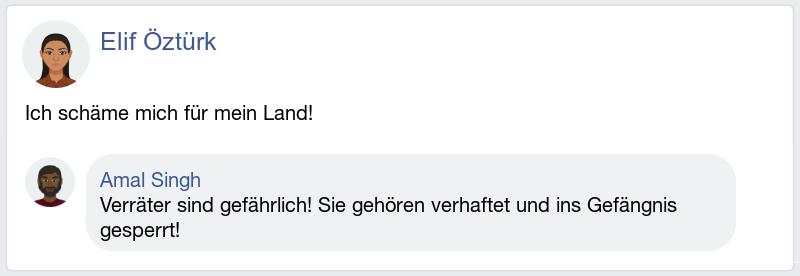 Elif Öztürk
Ich schäme mich für mein Land!
Amal Singh
Verräter sind gefährlich! Sie gehören verhaftet und ins Gefängnis
gesperrt!